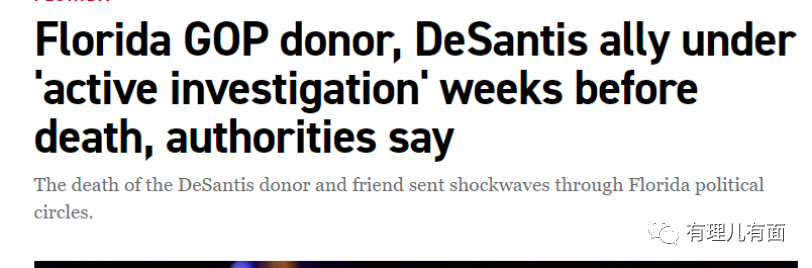 Florida GOP donor, DeSantis ally under
'active investigation' weeks before
death, authorities say
The death of the DeSantis donor and friend sent shockwaves through Florida political
circles.
有理儿有面